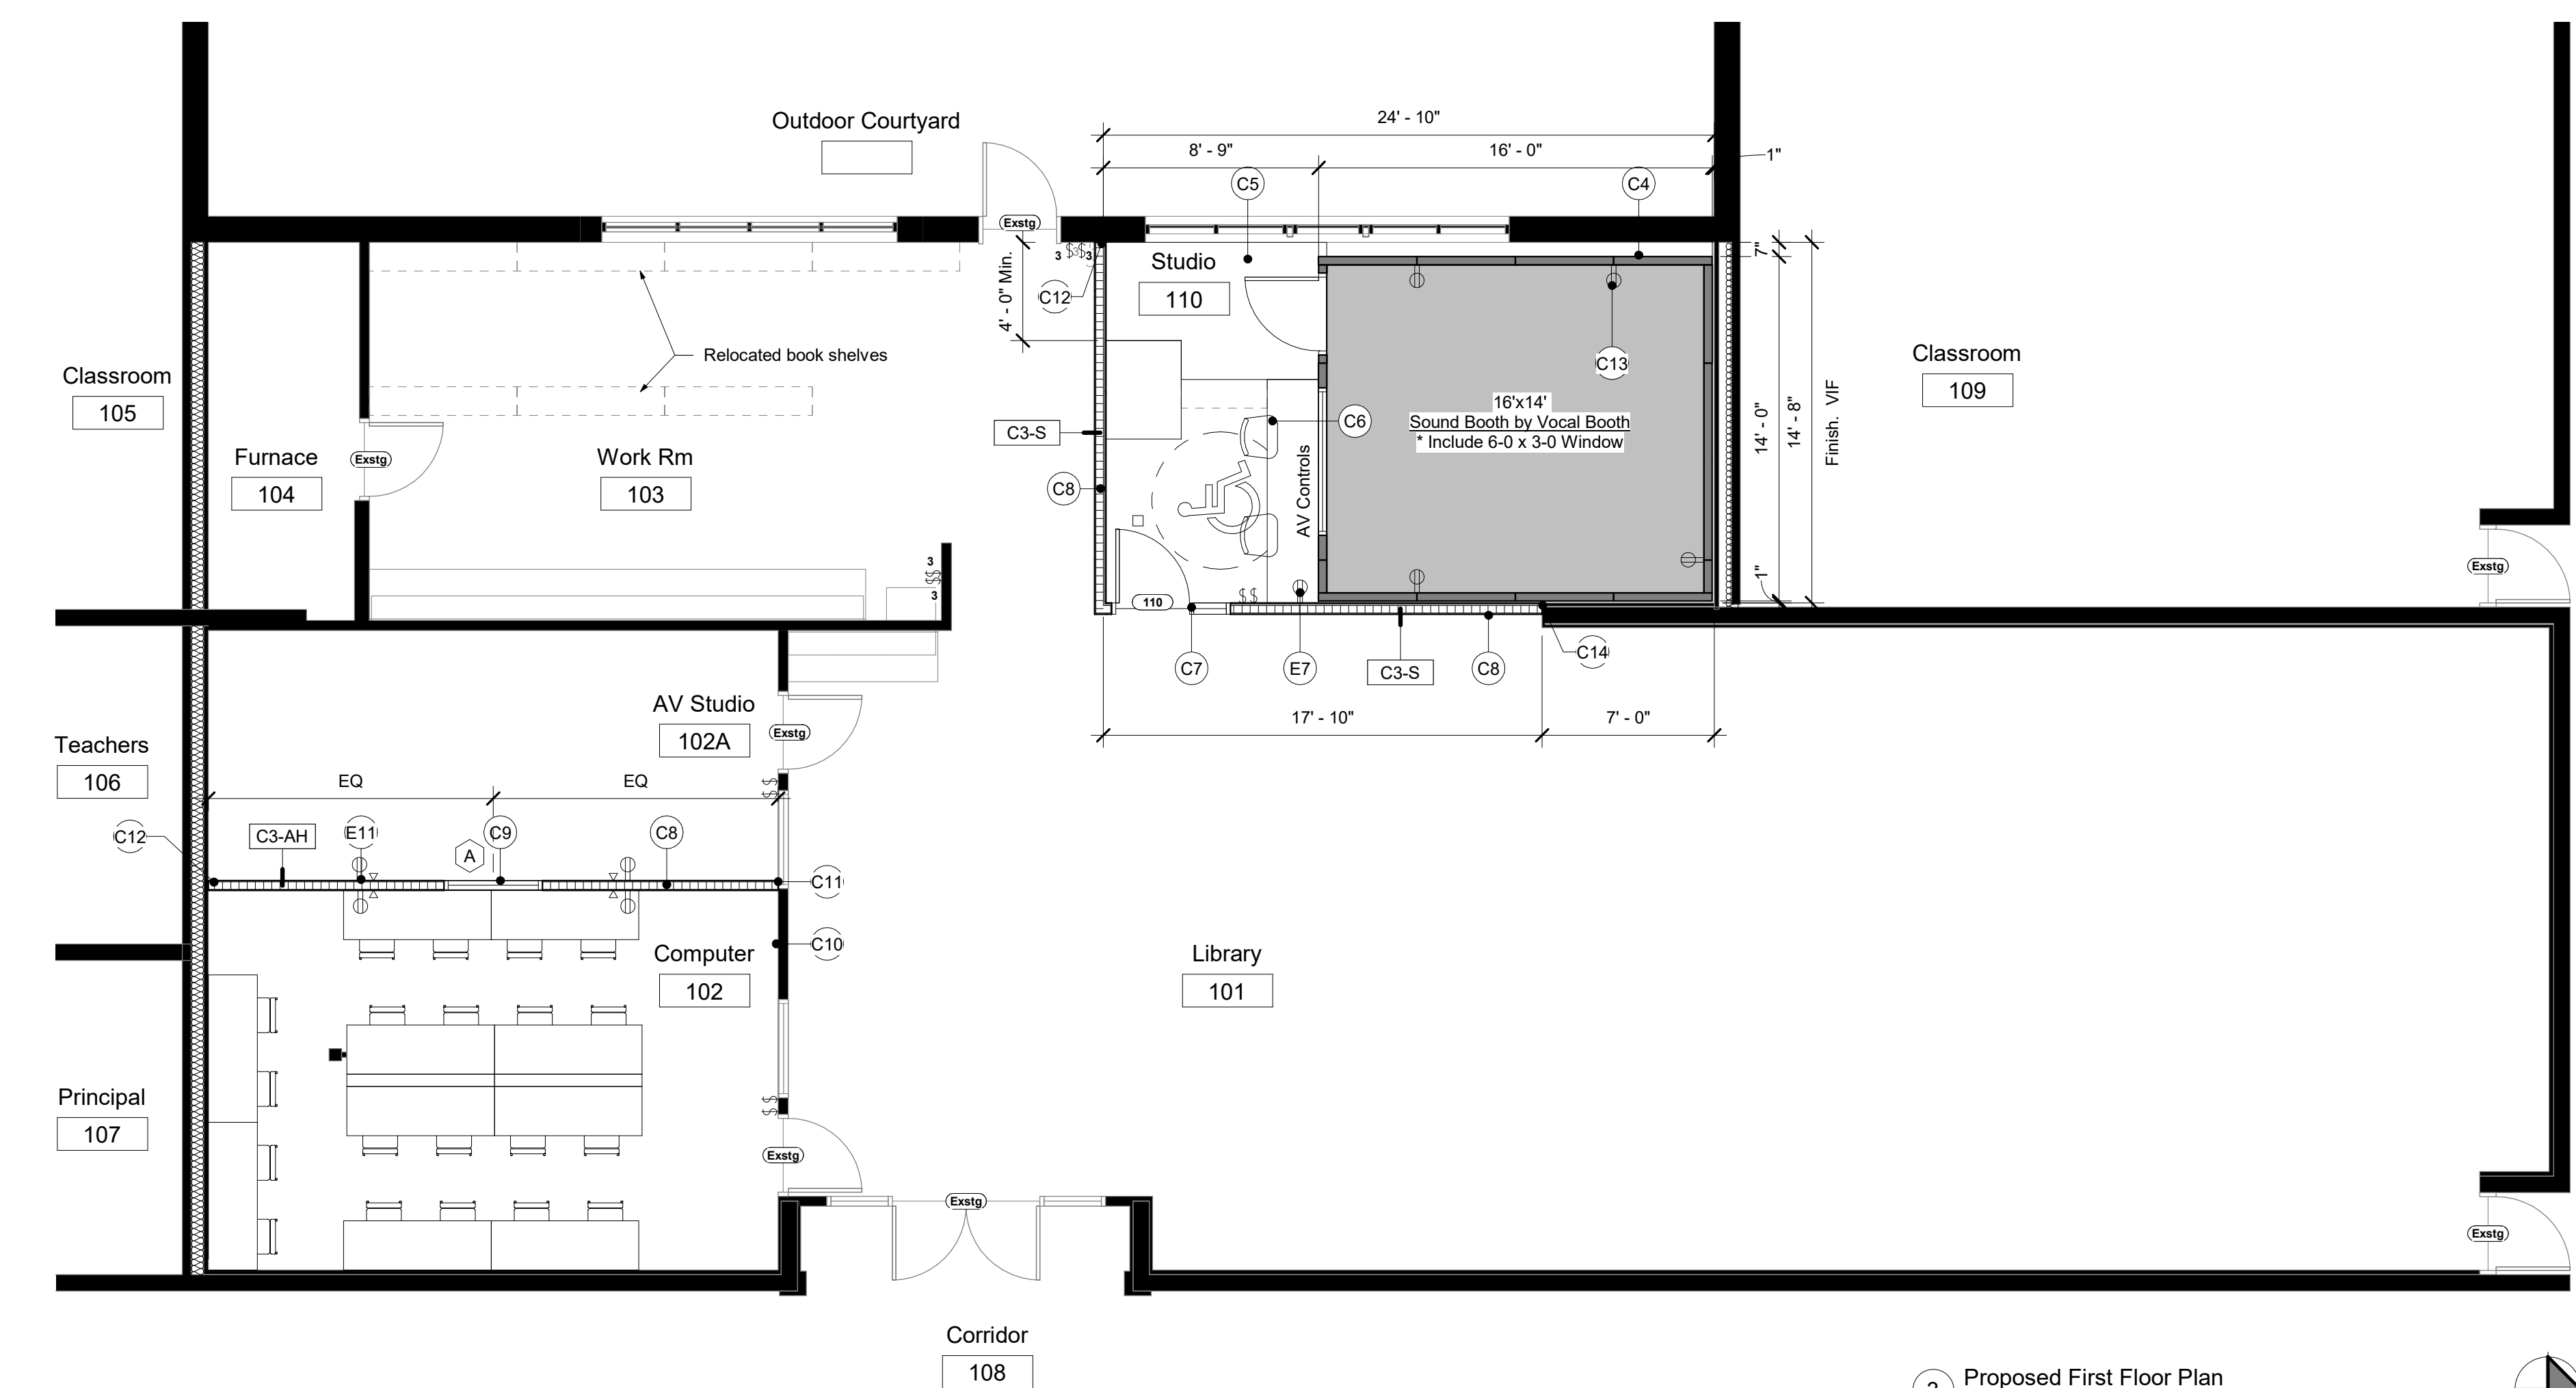 Outdoor Courtyard
24' - 10"
8' - 9"
16' - 0"
1"
C5
C4
Exstg
3
$
3
$
3
4' - 0" Min.
C12
Studio
110
7"
C13
14' - 0"
14' - 8"
Finish. VIF
1"
Relocated book shelves
Classroom
105
Classroom
109
16'x14'
Sound Booth by Vocal Booth
* Include 6-0 x 3-0 Window
C6
AV Controls
C3-S
C8
Furnace
104
Exstg
Work Rm
103
3
$$
3
Exstg
110
$ $
C7
E7
C3-S
C8
C14
17' - 10"
7' - 0"
AV Studio
102A
Exstg
$$
Teachers
106
EQ
EQ
C12
C3-AH
E11
A
C9
C8
C11
C10
Computer
102
Library
101
Principal
107
$$
Exstg
Exstg
Exstg
Corridor
108
2
Proposed First Floor Plan